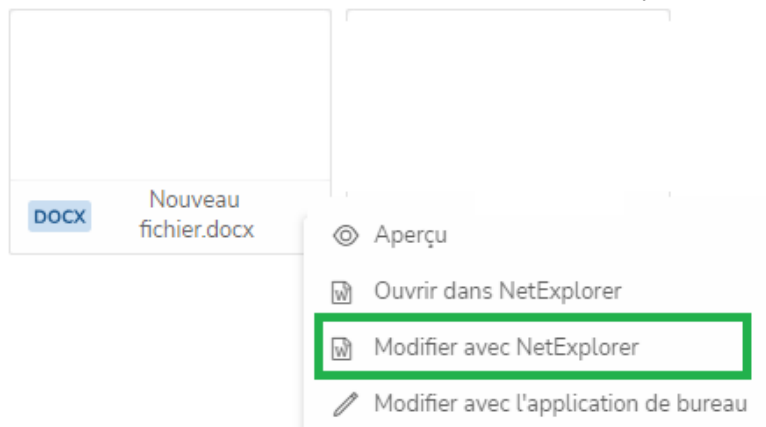 DOCX
Nouveau
fichier.docx
Aperçu
Ouvrir dans NetExplorer
Modifier avec NetExplorer
Modifier avec l'application de bureau